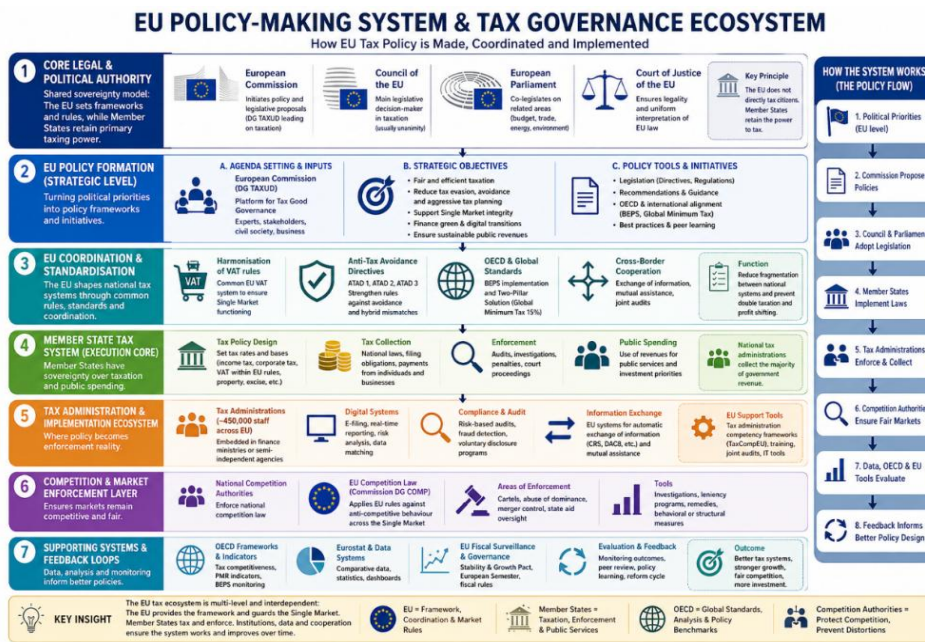 EU POLICY-MAKING SYSTEM & TAX GOVERNANCE ECOSYSTEM
How EU Tax Policy is Made, Coordinated and Implemented
1
CORE LEGAL &
POLITICAL AUTHORITY
Shared sovereignty model:
The EU sets frameworks
and rules, while Member
States retain primary
taxing power.
European
Commission
Initiates policy and
legislative proposals
(DG TAXUD leading
on taxation)
Council of
the EU
Main legislative
decision-maker
in taxation
(usually unanimity)
European
Parliament
Co-legislates on
related areas
(budget, trade,
energy, environment)
Court of Justice
of the EU
Ensures legality
and uniform
interpretation of
EU law
Key Principle
The EU does not
directly tax citizens.
Member States
retain the power
to tax.
2
EU POLICY FORMATION
(STRATEGIC LEVEL)
Turning political priorities
into policy frameworks
and initiatives.
A. AGENDA SETTING & INPUTS
European Commission
(DG TAXUD)
Platform for Tax Good
Governance
Experts, stakeholders,
civil society, business
B. STRATEGIC OBJECTIVES
• Fair and efficient taxation
• Reduce tax evasion, avoidance
and aggressive tax planning
• Support Single Market integrity
• Finance green & digital transitions
• Ensure sustainable public revenues
C. POLICY TOOLS & INITIATIVES
• Legislation (Directives, Regulations)
• Recommendations & Guidance
• OECD & international alignment
(BEPS, Global Minimum Tax)
• Best practices & peer learning
3
EU COORDINATION &
STANDARDISATION
The EU shapes national tax
systems through common
rules, standards and
coordination.
VAT
Harmonisation
of VAT rules
Common EU VAT
system to ensure
Single Market
functioning
Anti-Tax Avoidance
Directives
ATAD 1, ATAD 2, ATAD 3
Strengthen rules
against avoidance
and hybrid mismatches
OECD & Global
Standards
BEPS implementation
and Two-Pillar
Solution (Global
Minimum Tax 15%)
Cross-Border
Cooperation
Exchange of information,
mutual assistance,
joint audits
Function
Reduce fragmentation
between national
systems and prevent
double taxation and
profit shifting.
4
MEMBER STATE TAX
SYSTEM (EXECUTION CORE)
Member States have
sovereignty over taxation
and public spending.
Tax Policy Design
Set tax rates and bases
(income tax, corporate tax,
VAT within EU rules,
property, excise, etc.)
Tax Collection
National laws, filing
obligations, payments
from individuals and
businesses
Enforcement
Audits, investigations,
penalties, court
proceedings
Public Spending
Use of revenues for
public services and
investment priorities
National tax
administrations
collect the majority
of government
revenue.
5
TAX ADMINISTRATION &
IMPLEMENTATION ECOSYSTEM
Where policy becomes
enforcement reality.
Tax Administrations
(~450,000 staff
across EU)
Embedded in finance
ministries or semi-
independent agencies
Digital Systems
E-filing, real-time
reporting, risk
analysis, data
matching
Compliance & Audit
Risk-based audits,
fraud detection,
voluntary disclosure
programs
Information Exchange
EU systems for automatic
exchange of information
(CRS, DAC8, etc.) and
mutual assistance
EU Support Tools
Tax administration
competency frameworks
(TaxCompEU), training,
joint audits, IT tools
6
COMPETITION & MARKET
ENFORCEMENT LAYER
Ensures markets remain
competitive and fair.
National Competition
Authorities
Enforce national
competition law
EU Competition Law
(Commission DG COMP)
Applies EU rules against
anti-competitive behaviour
across the Single Market
Areas of Enforcement
Cartels, abuse of dominance,
merger control, state aid
oversight
Tools
Investigations, leniency
programs, remedies,
behavioral or structural
measures
7
SUPPORTING SYSTEMS &
FEEDBACK LOOPS
Data, analysis and monitoring
inform better policies.
OECD Frameworks
& Indicators
Tax competitiveness,
PMR indicators,
BEPS monitoring
Eurostat & Data
Systems
Comparative data,
statistics, dashboards
EU Fiscal Surveillance
& Governance
Stability & Growth Pact,
European Semester,
fiscal rules
Evaluation & Feedback
Monitoring outcomes,
peer review, policy
learning, reform cycle
Outcome
Better tax systems,
stronger growth,
fair competition,
more investment.
HOW THE SYSTEM WORKS
(THE POLICY FLOW)
1. Political Priorities
(EU level)
2. Commission Propose
Policies
3. Council & Parliament
Adopt Legislation
4. Member States
Implement Laws
5. Tax Administrations
Enforce & Collect
6. Competition Authoritie
Ensure Fair Markets
7. Data, OECD & EU
Tools Evaluate
8. Feedback Informs
Better Policy Design
KEY INSIGHT
The EU tax ecosystem is multi-level and interdependent:
The EU provides the framework and guards the Single Market.
Member States tax and enforce. Institutions, data and cooperation
ensure the system works and improves over time.
EU = Framework,
Coordination & Market
Rules
Member States =
Taxation, Enforcement
& Public Services
OECD = Global Standards,
Analysis & Policy
Benchmarks
Competition Authorities =
Protect Competition,
Prevent Distortions